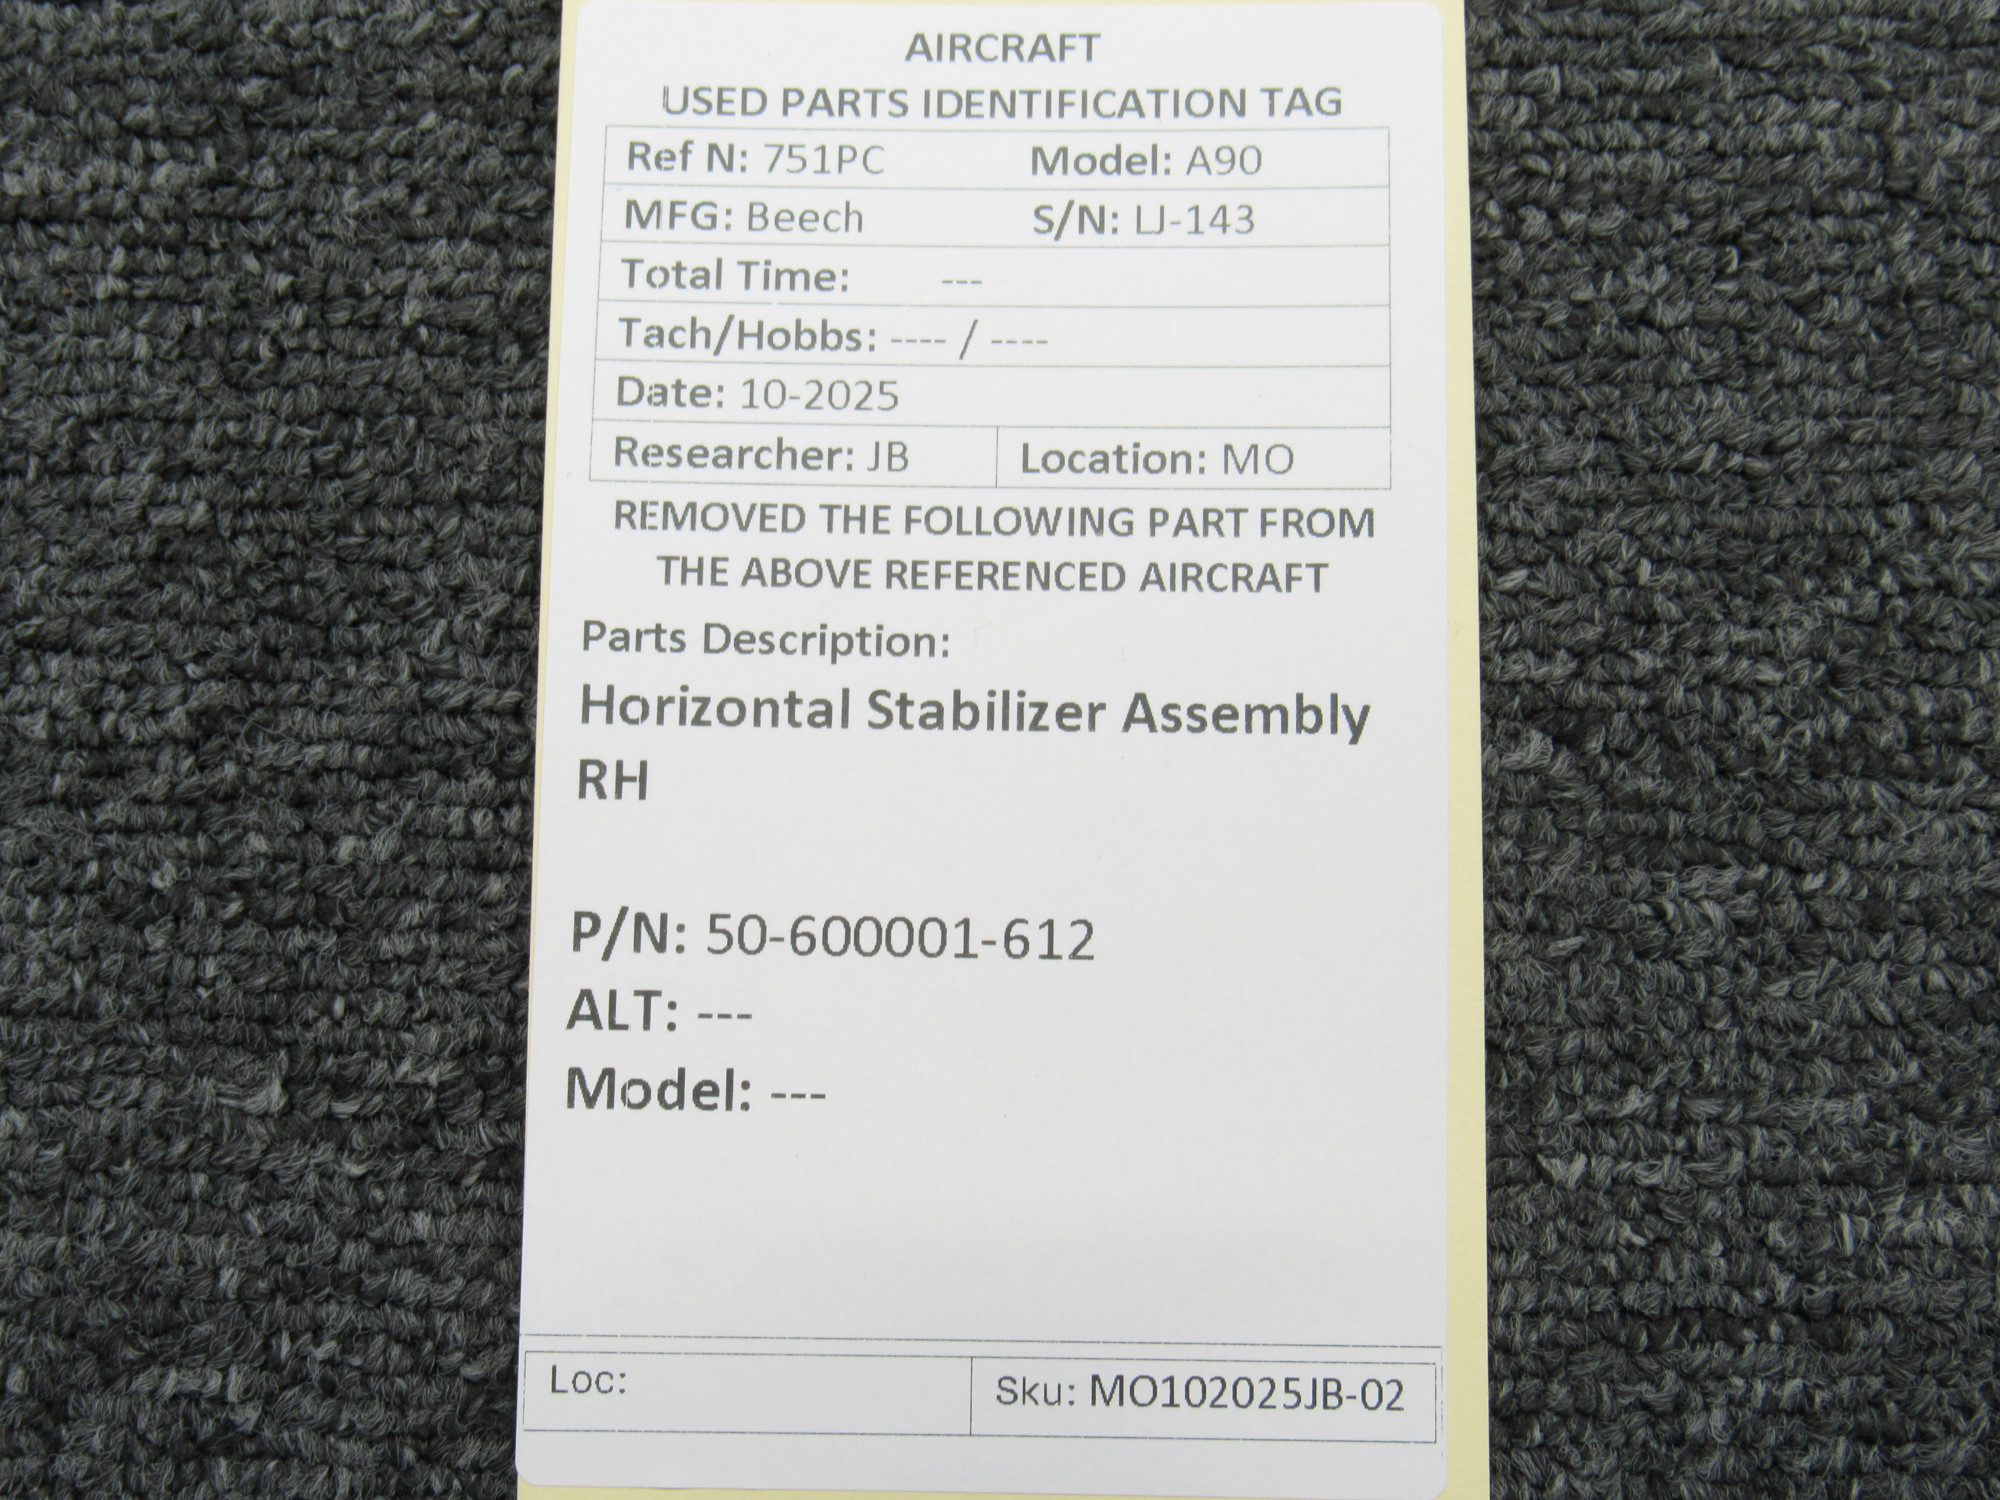 AIRCRAFT
USED PARTS IDENTIFICATION TAG
Ref N: 751PC Model: A90
MFG: Beech S/N: LJ-143
Total Time: ---
Tach/Hobbs: ---- / ----
Date: 10-2025
Researcher: JB Location: MO
REMOVED THE FOLLOWING PART FROM
THE ABOVE REFERENCED AIRCRAFT
Parts Description:
Horizontal Stabilizer Assembly
RH
P/N: 50-600001-612
ALT: ---
Model: ---
Loc: Sku: MO102025JB-02